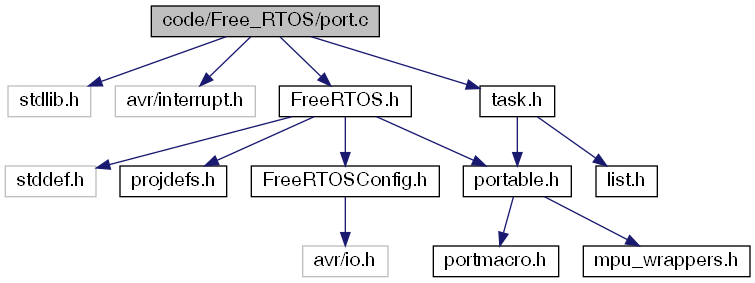 code/Free_RTOS/port.c
stdlib.h
avr/interrupt.h
FreeRTOS.h
task.h
stddef.h
projdefs.h
FreeRTOSConfig.h
portable.h
list.h
avr/io.h
portmacro.h
mpu_wrappers.h